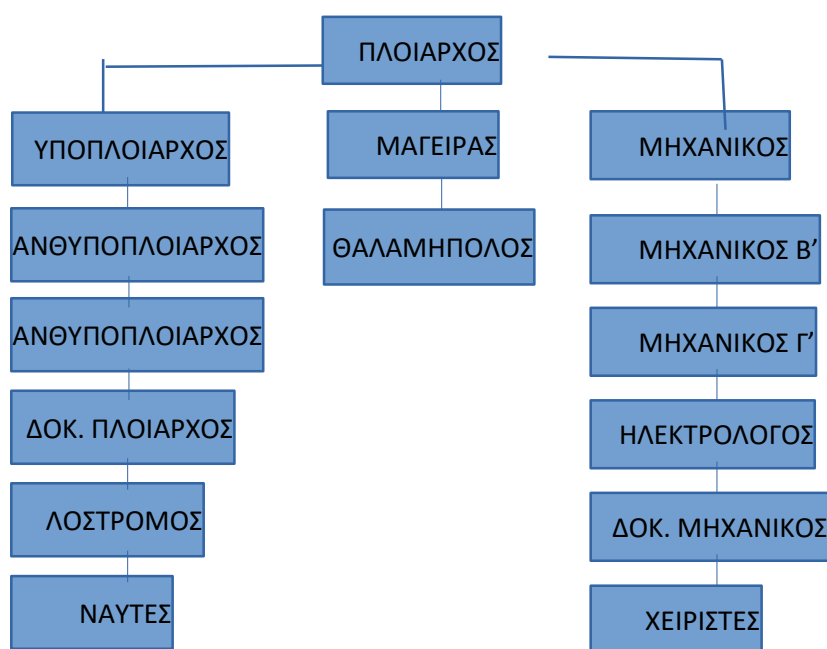 ΠΛΟΙΑΡΧΟΣ
ΥΠΟΠΛΟΙΑΡΧΟΣ
ΜΑΓΕΙΡΑΣ
ΜΗΧΑΝΙΚΟΣ
ΑΝΘΥΠΟΠΛΟΙΑΡΧΟΣ
ΘΑΛΑΜΗΠΟΛΟΣ
ΜΗΧΑΝΙΚΟΣ Β’
ΑΝΘΥΠΟΠΛΟΙΑΡΧΟΣ
ΜΗΧΑΝΙΚΟΣ Γ’
ΔΟΚ. ΠΛΟΙΑΡΧΟΣ
ΗΛΕΚΤΡΟΛΟΓΟΣ
ΛΟΣΤΡΟΜΟΣ
ΔΟΚ. ΜΗΧΑΝΙΚΟΣ
ΝΑΥΤΕΣ
ΧΕΙΡΙΣΤΕΣ